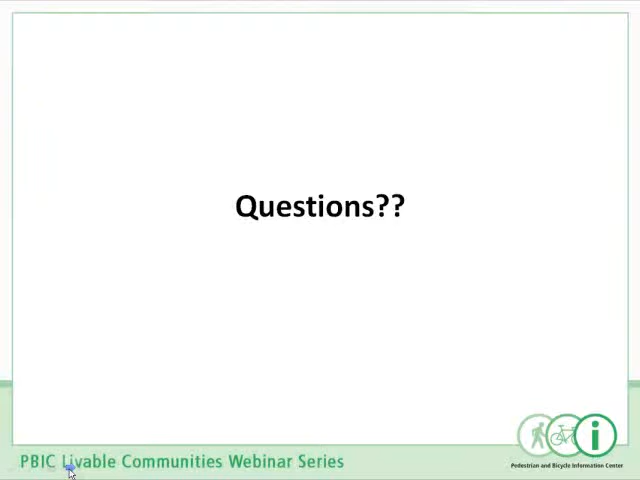 Questions??
PBIC Livable Communities Webinar Series
i
Pedestrian and Bicycle Information Center